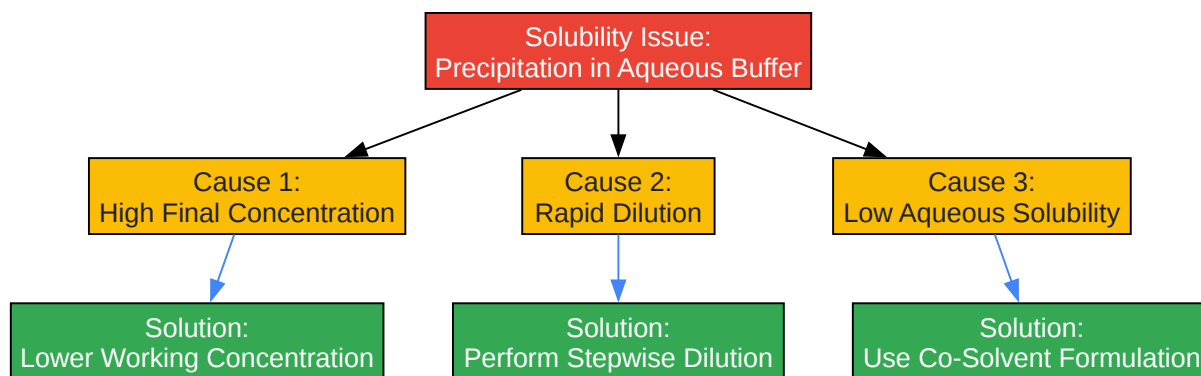 Solubility Issue:
Precipitation in Aqueous Buffer
Cause 1:
High Final Concentration
Cause 2:
Rapid Dilution
Cause 3:
Low Aqueous Solubility
Solution:
Lower Working Concentration
Solution:
Perform Stepwise Dilution
Solution:
Use Co-Solvent Formulation